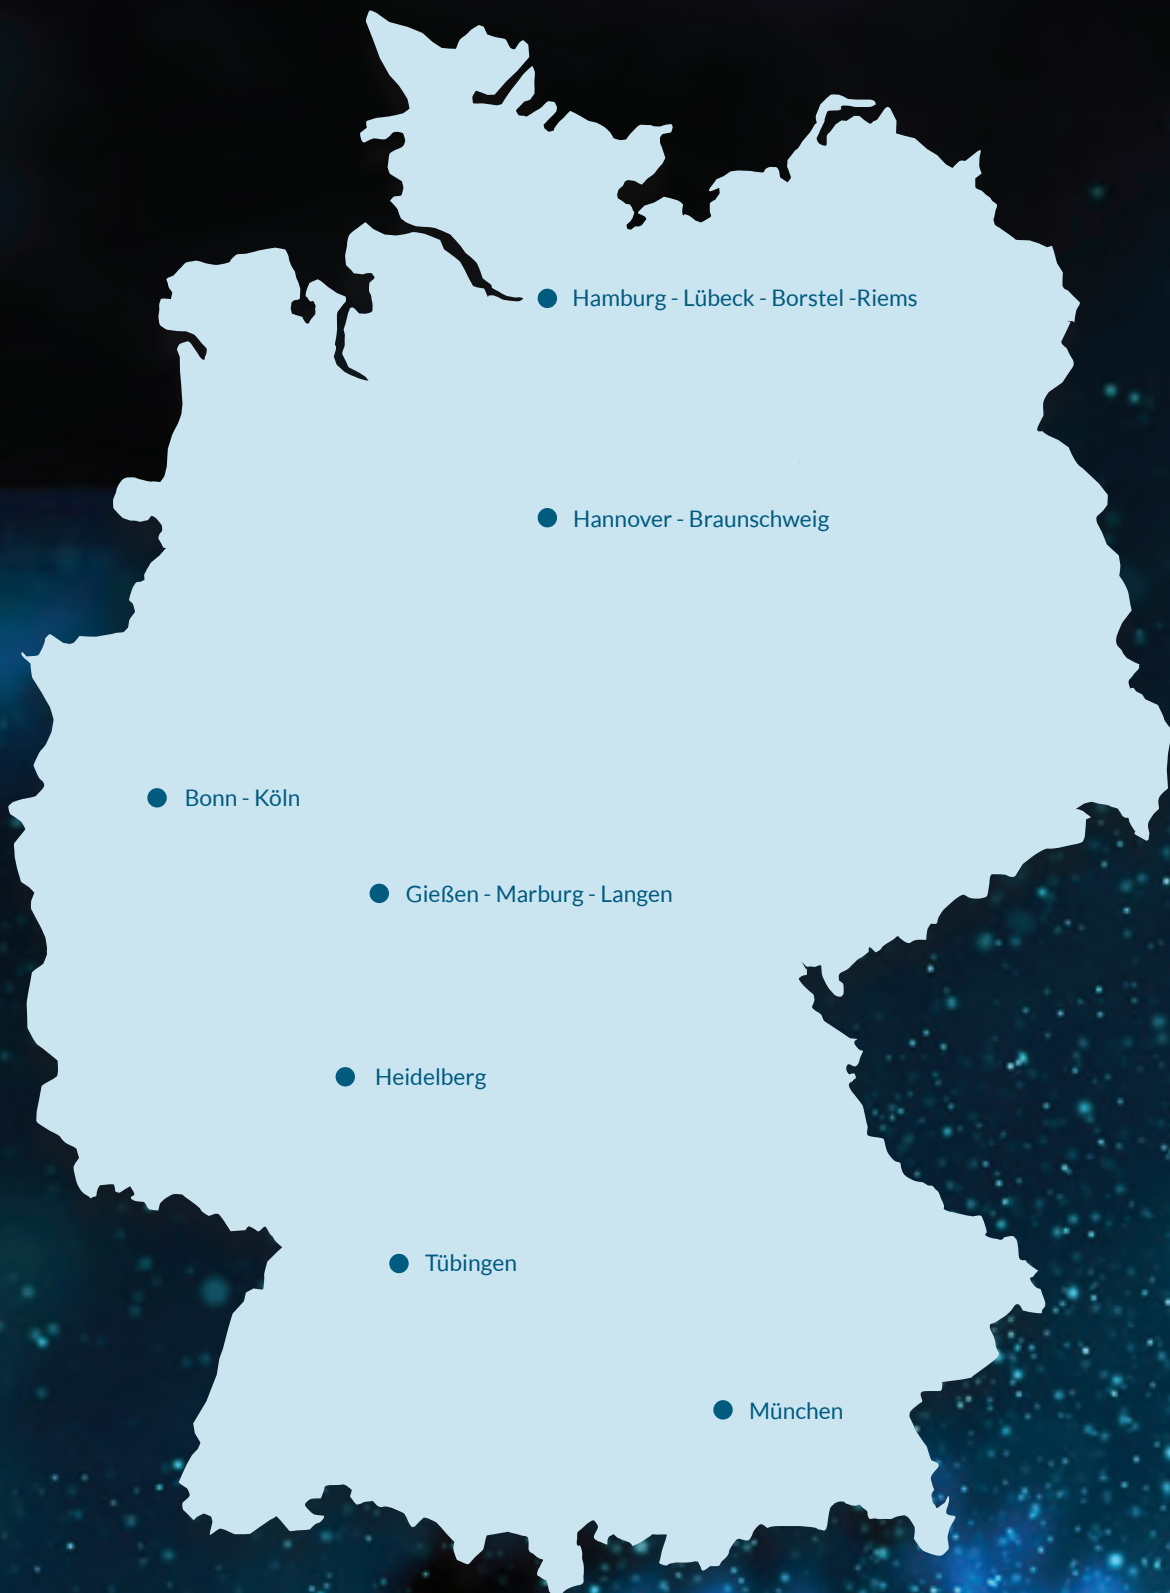 Hamburg - Lübeck - Borstel -Riems
Hannover - Braunschweig
Bonn - Köln
Gießen - Marburg - Langen
Heidelberg
Tübingen
München